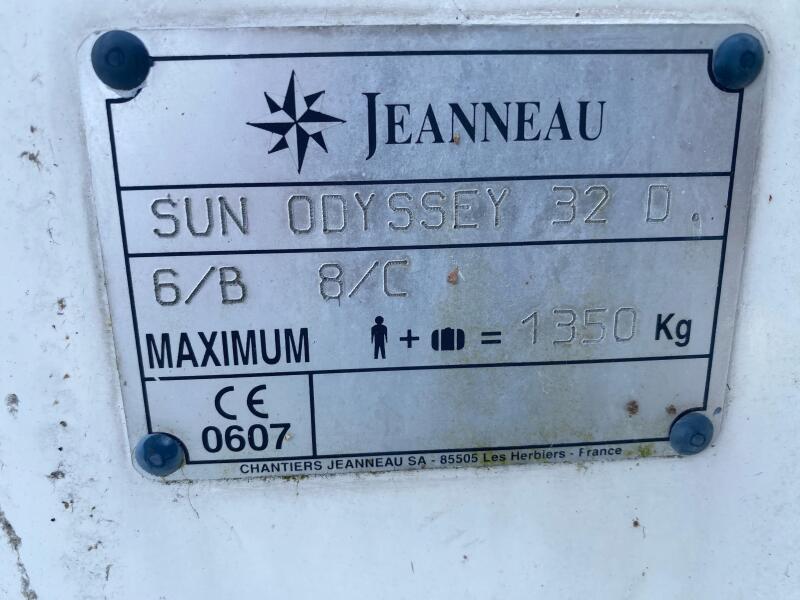 JEANNEAU
SUN ODYSSEY 32 D.
6/B 8/C
MAXIMUM + = 1350 Kg
CE
0607
CHANTIERS JEANNEAU SA - 85505 Les Herbiers - France